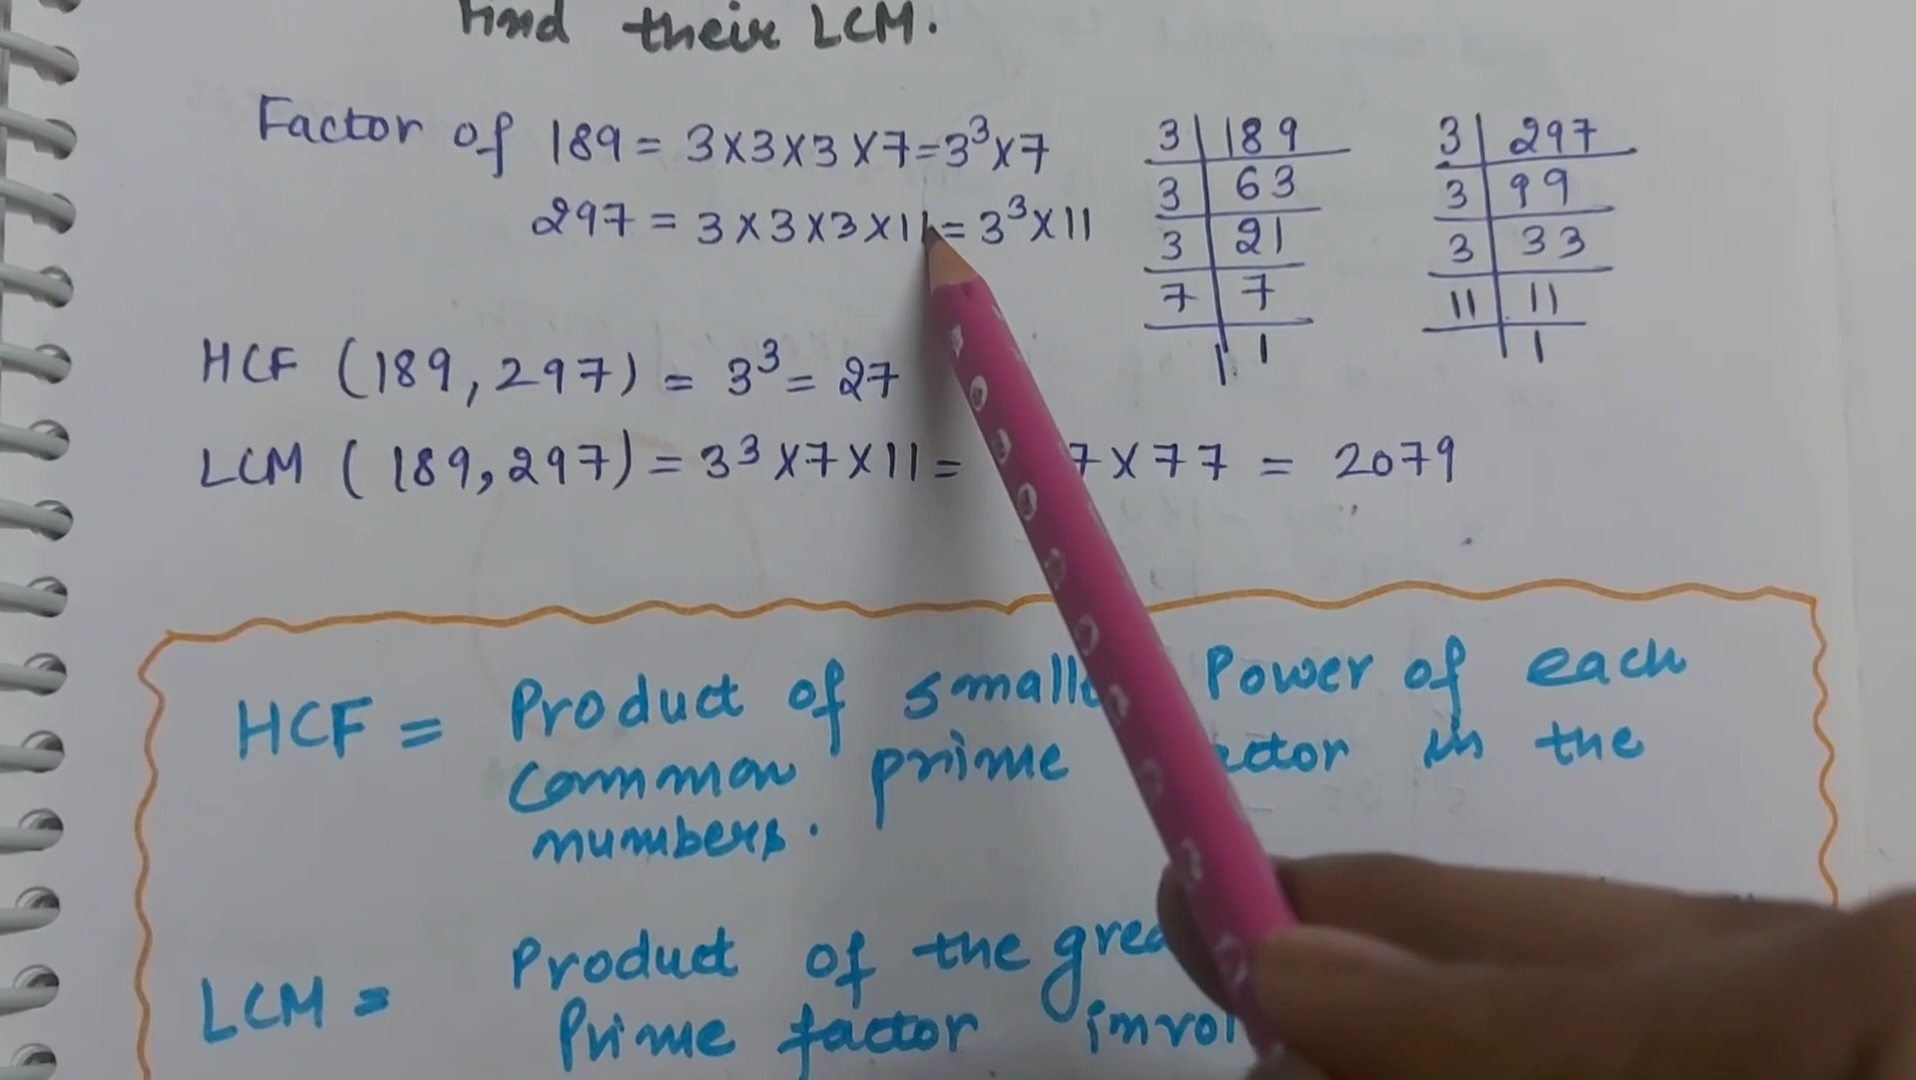 Find their LCM.
Factor of 189 = 3×3×3×7=3³×7
297 = 3×3×3×11= 3³×11
3 | 189
3 | 63
3 | 21
7 | 7
1
3 | 297
3 | 99
3 | 33
11 | 11
1
HCF (189,297) = 3³= 27
LCM (189,297) = 3³×7×11= 7×77 = 2079
HCF = Product of Power of each
common prime in the
numbers.
LCM = Product of the
Prime factor